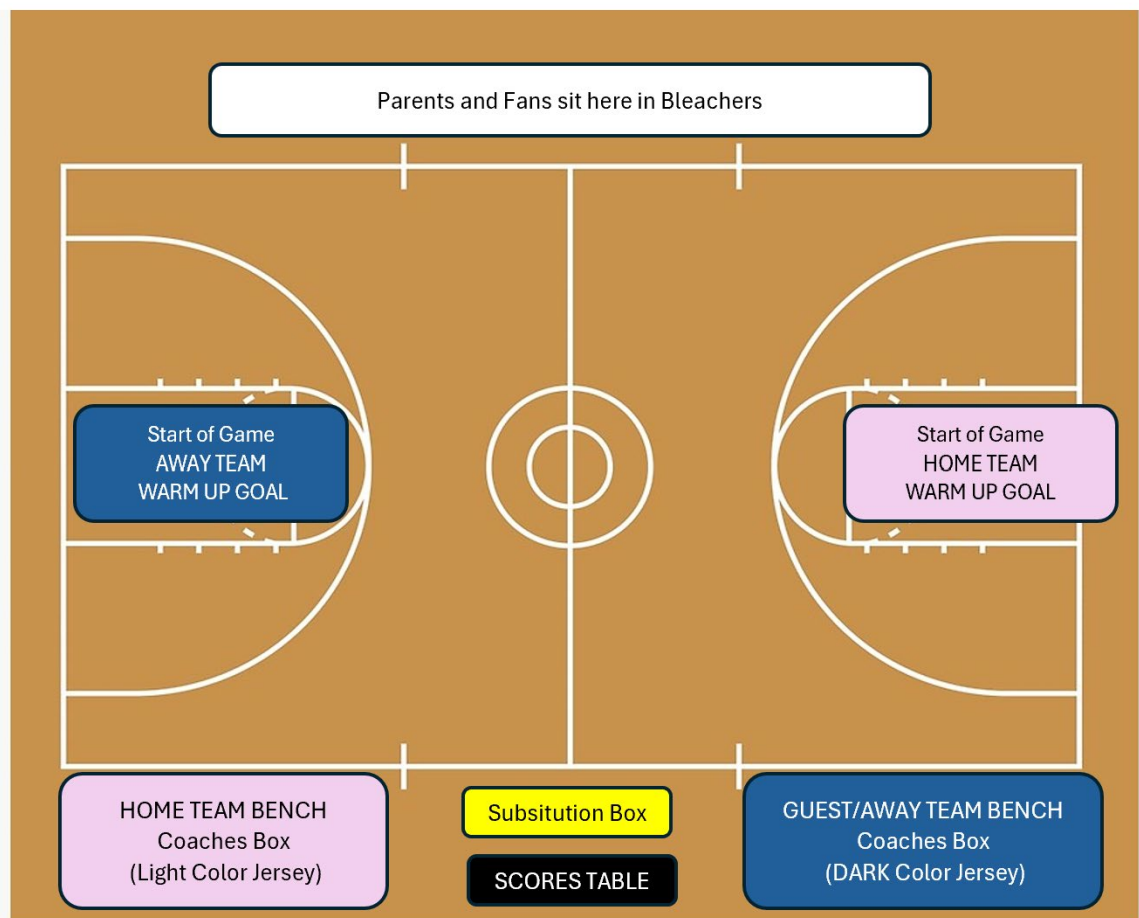 Parents and Fans sit here in Bleachers
Start of Game
AWAY TEAM
WARM UP GOAL
Start of Game
HOME TEAM
WARM UP GOAL
HOME TEAM BENCH
Coaches Box
(Light Color Jersey)
Subsitution Box
SCORES TABLE
GUEST/AWAY TEAM BENCH
Coaches Box
(DARK Color Jersey)